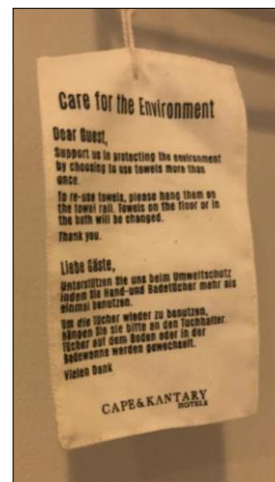 Care for the Environment
Dear Guest,
Support us in protecting the environment
by choosing to use towels more than
once.
To re-use towels, please hang them on
the towel rail. Towels on the floor or in
the bath will be changed.
Thank you.
Liebe Gäste,
Unterstützen Sie uns beim Umweltschutz
indem Sie Hand-und Badetücher mehr als
einmal benutzen.
Um die Tücher wieder zu benutzen,
hängen Sie sie bitte an den Tuchhalter.
Tücher auf dem Boden oder in der
Badewanne werden gewechselt.
Vielen Dank
CAPE & KANTARY
HOTELS